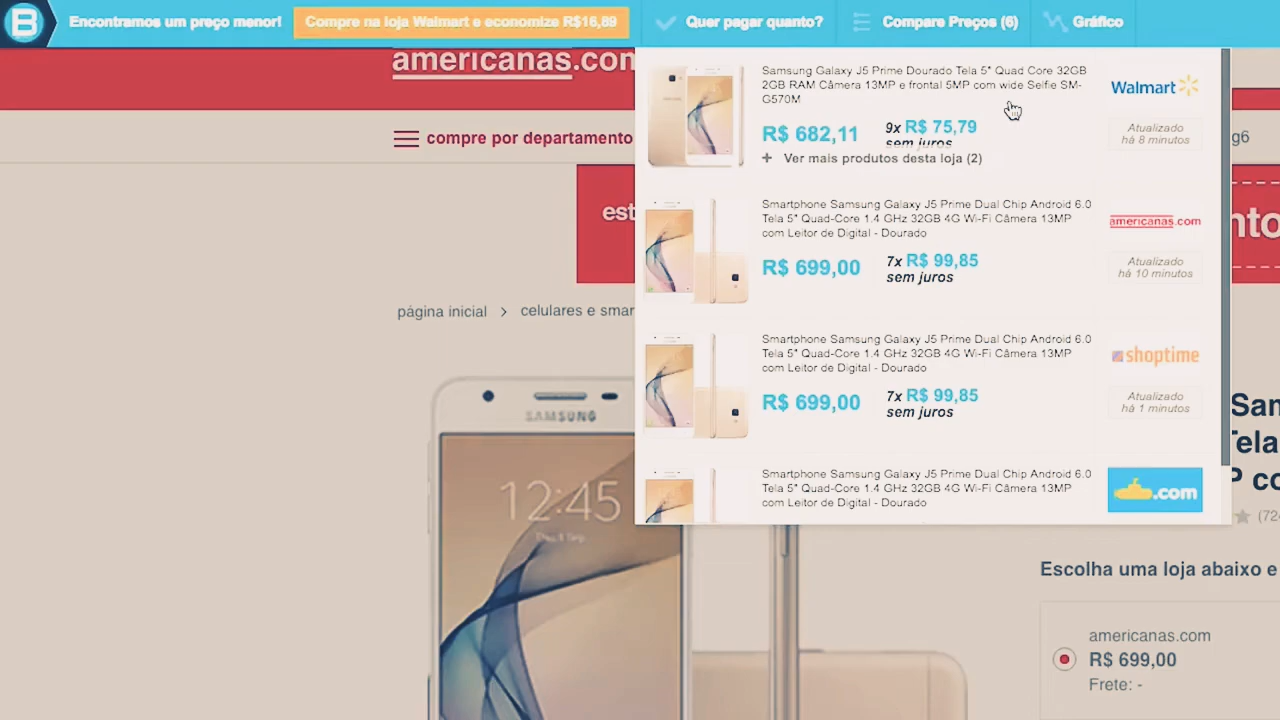 B
Encontramos um preço menor!
Compre na loja Walmart e economize R$16,89
Quer pagar quanto?
Compare Preços (6)
Gráfico
americanas.com
compre por departamento
página inicial > celulares e smar
SAMSUNG
12:45
Samsung Galaxy J5 Prime Dourado Tela 5" Quad Core 32GB
2GB RAM Câmera 13MP e frontal 5MP com wide Selfie SM-
G570M
R$ 682,11
9x R$ 75,79
sem juros
+ Ver mais produtos desta loja (2)
Walmart
Atualizado
há 8 minutos
Smartphone Samsung Galaxy J5 Prime Dual Chip Android 6.0
Tela 5" Quad-Core 1.4 GHz 32GB 4G Wi-Fi Câmera 13MP
com Leitor de Digital - Dourado
R$ 699,00
7x R$ 99,85
sem juros
americanas.com
Atualizado
há 10 minutos
Smartphone Samsung Galaxy J5 Prime Dual Chip Android 6.0
Tela 5" Quad-Core 1.4 GHz 32GB 4G Wi-Fi Câmera 13MP
com Leitor de Digital - Dourado
R$ 699,00
7x R$ 99,85
sem juros
shoptime
Atualizado
há 1 minutos
Smartphone Samsung Galaxy J5 Prime Dual Chip Android 6.0
Tela 5" Quad-Core 1.4 GHz 32GB 4G Wi-Fi Câmera 13MP
com Leitor de Digital - Dourado
.com
g6
est
nto
Sam
Tela
P co
(724
Escolha uma loja abaixo e
americanas.com
R$ 699,00
Frete: -